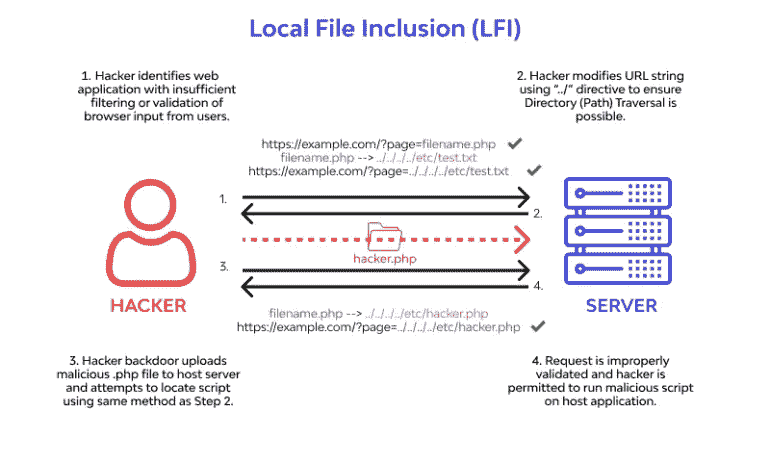 Local File Inclusion (LFI)
1. Hacker identifies web
application with insufficient
filtering or validation of
browser input from users.
2. Hacker modifies URL string
using "../" directive to ensure
Directory (Path) Traversal is
possible.
https://example.com/?page=filename.php
filename.php --> ../../../../etc/test.txt
https://example.com/?page=../../../../etc/test.txt
1.
2.
hacker.php
3.
4.
HACKER
SERVER
filename.php --> ../../../../etc/hacker.php
https://example.com/?page=../../../../etc/hacker.php
3. Hacker backdoor uploads
malicious .php file to host server
and attempts to locate script
using same method as Step 2.
4. Request is improperly
validated and hacker is
permitted to run malicious script
on host application.